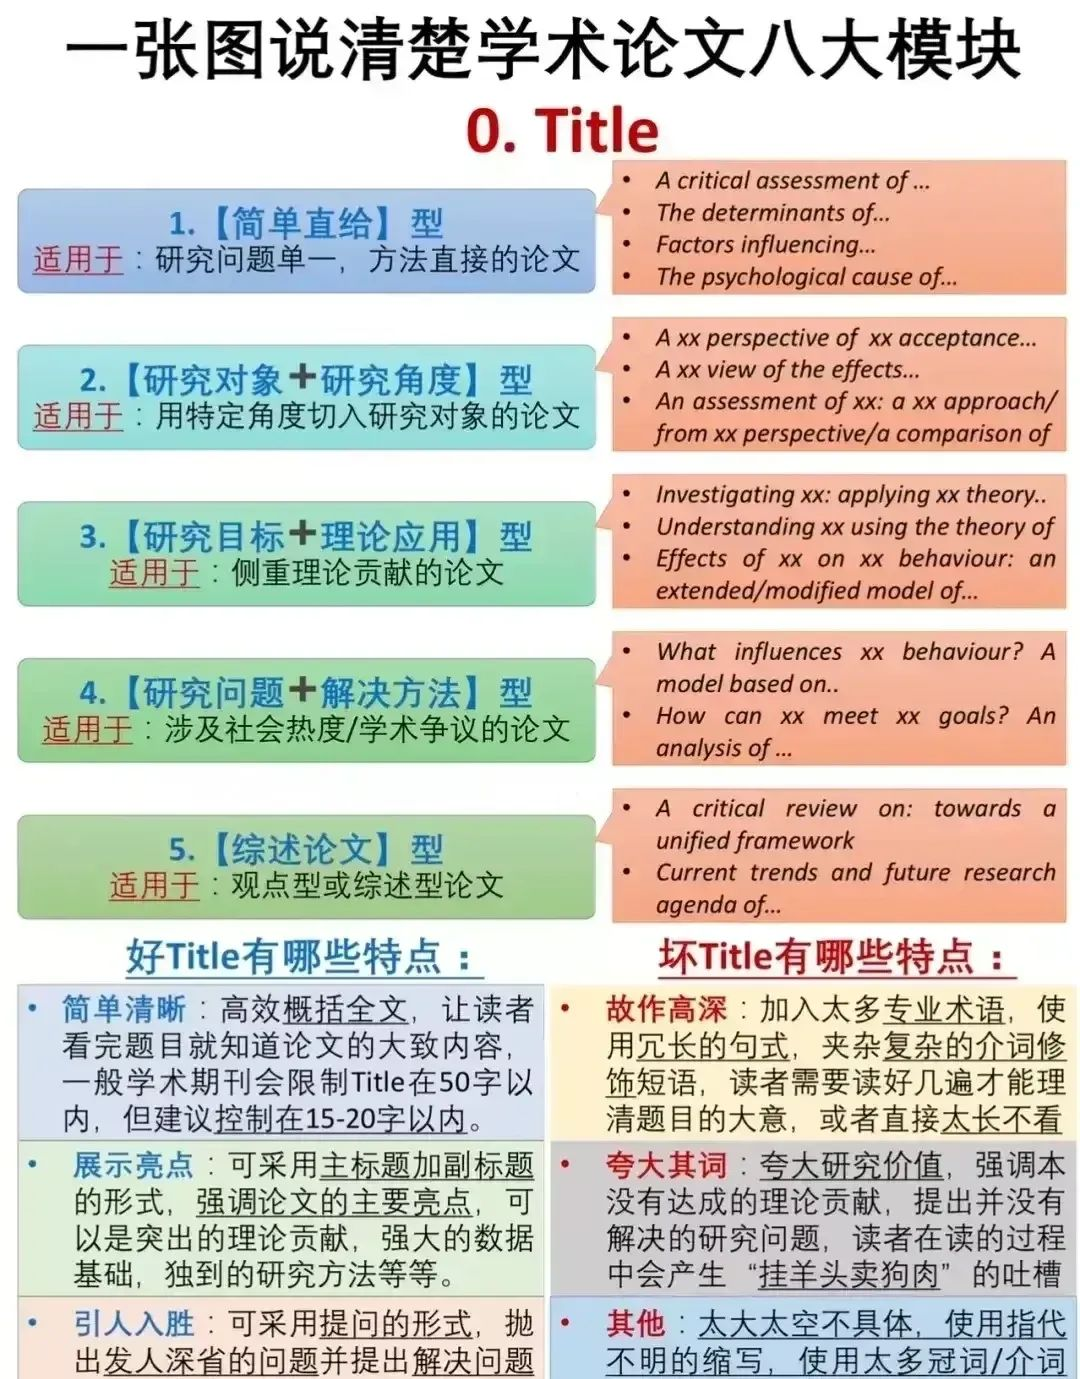 一张图说清楚学术论文八大模块
0. Title
1.【简单直给】型
适用于：研究问题单一，方法直接的论文
• A critical assessment of ...
• The determinants of...
• Factors influencing...
• The psychological cause of...
2.【研究对象+研究角度】型
适用于：用特定角度切入研究对象的论文
• A xx perspective of xx acceptance...
• A xx view of the effects...
• An assessment of xx: a xx approach/
from xx perspective/a comparison of
3.【研究目标+理论应用】型
适用于：侧重理论贡献的论文
• Investigating xx: applying xx theory..
• Understanding xx using the theory of
• Effects of xx on xx behaviour: an
extended/modified model of...
4.【研究问题+解决方法】型
适用于：涉及社会热度/学术争议的论文
• What influences xx behaviour? A
model based on..
• How can xx meet xx goals? An
analysis of ...
5.【综述论文】型
适用于：观点型或综述型论文
• A critical review on: towards a
unified framework
• Current trends and future research
agenda of...
好Title有哪些特点：
• 简单清晰：高效概括全文，让读者
看完题目就知道论文的大致内容，
一般学术期刊会限制Title在50字以
内，但建议控制在15-20字以内。
• 展示亮点：可采用主标题加副标题
的形式，强调论文的主要亮点，可
以是突出的理论贡献，强大的数据
基础，独到的研究方法等等。
• 引人入胜：可采用提问的形式，抛
出发人深省的问题并提出解决问题
坏Title有哪些特点：
• 故作高深：加入太多专业术语，使
用冗长的句式，夹杂复杂的介词修
饰短语，读者需要读好几遍才能理
清题目的大意，或者直接太长不看
• 夸大其词：夸大研究价值，强调本
没有达成的理论贡献，提出并没有
解决的研究问题，读者在读的过程
中会产生“挂羊头卖狗肉”的吐槽
• 其他：太大太空不具体，使用指代
不明的缩写，使用太多冠词/介词